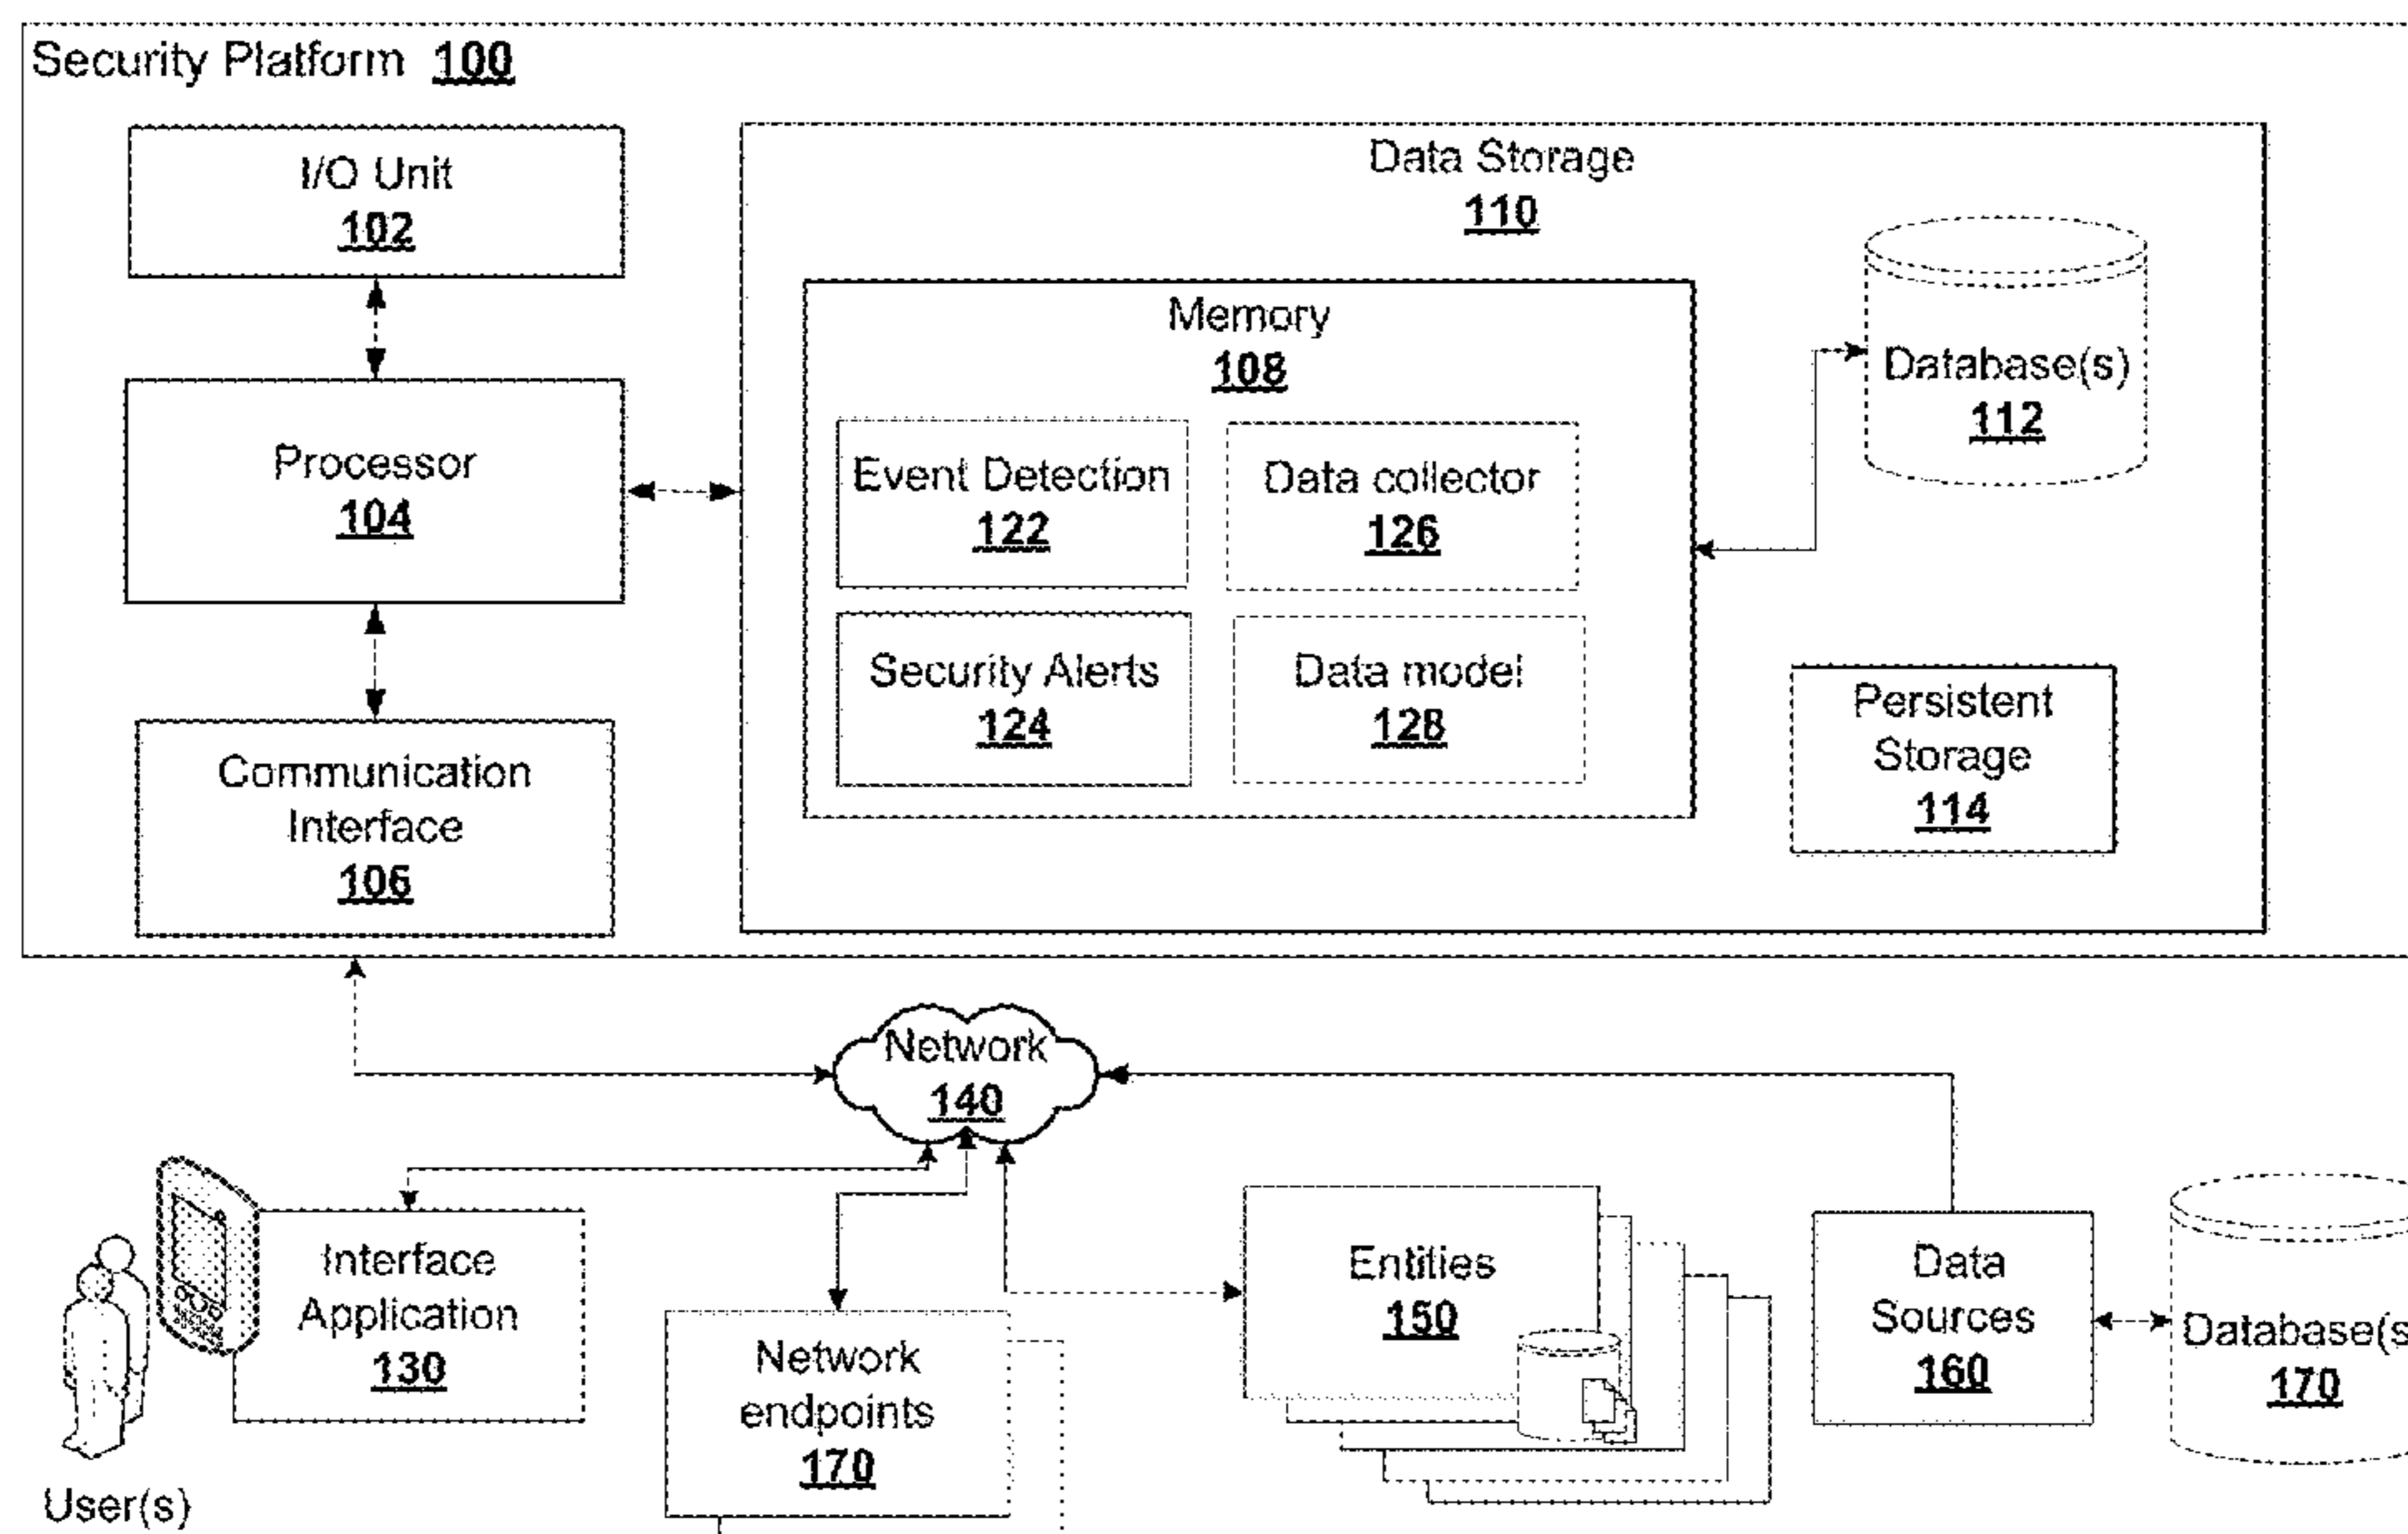 Security Platform 100
I/O Unit
102
Processor
104
Communication
Interface
106
Data Storage
110
Memory
108
Event Detection
122
Data collector
126
Security Alerts
124
Data model
128
Database(s)
112
Persistent
Storage
114
Network
140
Interface
Application
130
User(s)
Network
endpoints
170
Entities
150
Data
Sources
160
Database(s
170